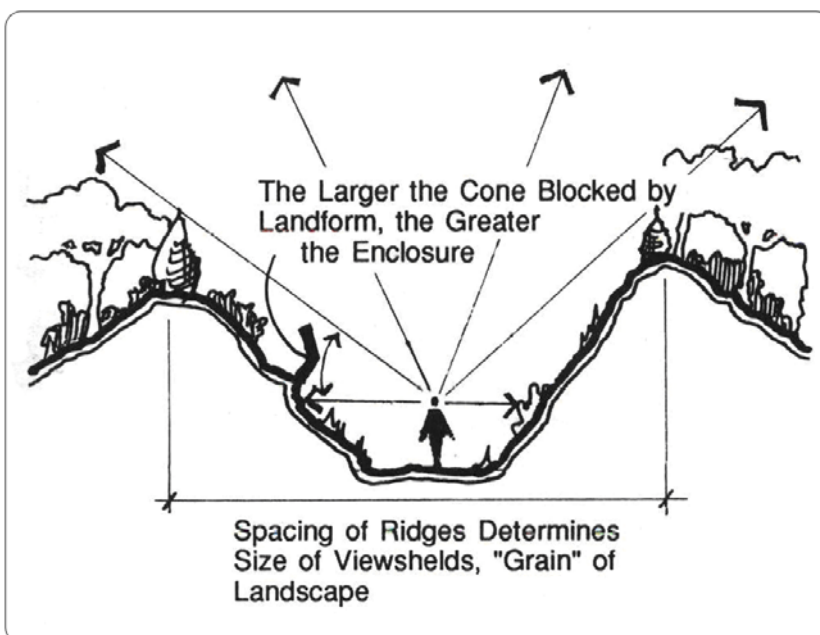 The Larger the Cone Blocked by
Landform, the Greater
the Enclosure
Spacing of Ridges Determines
Size of Viewshelds, "Grain" of
Landscape